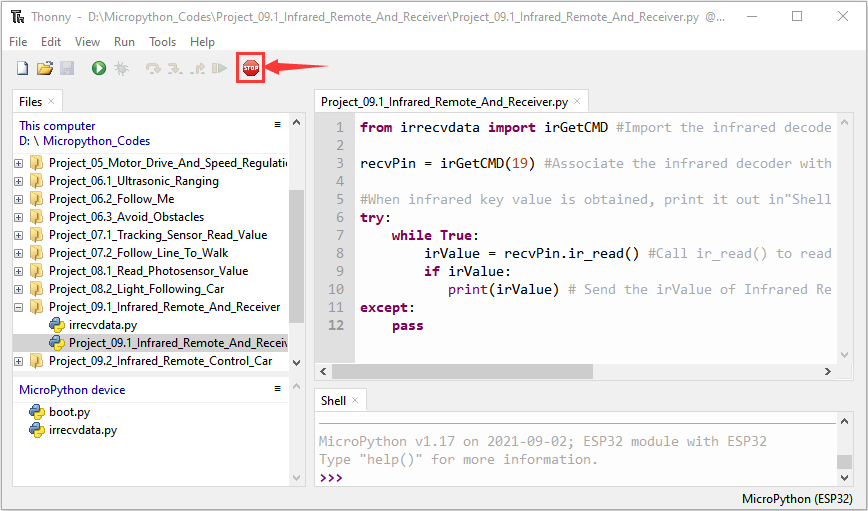 Thonny - D:\Micropython_Codes\Project_09.1_Infrared_Remote_And_Receiver\Project_09.1_Infrared_Remote_And_Receiver.py @...
File Edit View Run Tools Help
STOP
Files
This computer
D: \ Micropython_Codes
Project_05_Motor_Drive_And_Speed_Regulatio
Project_06.1_Ultrasonic_Ranging
Project_06.2_Follow_Me
Project_06.3_Avoid_Obstacles
Project_07.1_Tracking_Sensor_Read_Value
Project_07.2_Follow_Line_To_Walk
Project_08.1_Read_Photosensor_Value
Project_08.2_Light_Following_Car
Project_09.1_Infrared_Remote_And_Receiver
irrecvdata.py
Project_09.1_Infrared_Remote_And_Receiv
Project_09.2_Infrared_Remote_Control_Car
MicroPython device
boot.py
irrecvdata.py
Project_09.1_Infrared_Remote_And_Receiver.py
1 from irrecvdata import irGetCMD #Import the infrared decode
2
3 recvPin = irGetCMD(19) #Associate the infrared decoder with
4
5 #When infrared key value is obtained, print it out in"Shell
6 try:
7 while True:
8 irValue = recvPin.ir_read() #Call ir_read() to read
9 if irValue:
10 print(irValue) # Send the irValue of Infrared Re
11 except:
12 pass
Shell
MicroPython v1.17 on 2021-09-02; ESP32 module with ESP32
Type "help()" for more information.
>>>
MicroPython (ESP32)